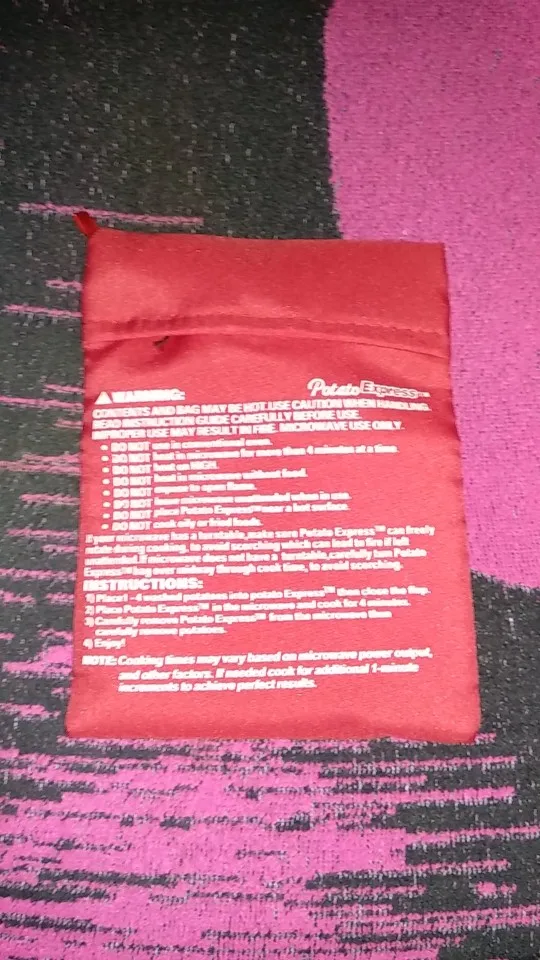 WARNING:
Potato Express™
CONTENTS AND BAG MAY BE HOT. USE CAUTION WHEN HANDLING.
READ INSTRUCTION GUIDE CAREFULLY BEFORE USE.
IMPROPER USE MAY RESULT IN FIRE. MICROWAVE USE ONLY.
• DO NOT use in conventional oven.
• DO NOT heat in microwave for more than 4 minutes at a time.
• DO NOT heat on HIGH.
• DO NOT heat in microwave without food.
• DO NOT expose to open flame.
• DO NOT leave microwave unattended when in use.
• DO NOT place Potato Express™ near a hot surface.
• DO NOT cook oily or fried foods.
If your microwave has a turntable, make sure Potato Express™ can freely
rotate during cooking, to avoid scorching which can lead to fire if left
unattended. If microwave does not have a turntable, carefully turn Potato
Express™ bag over midway through cook time, to avoid scorching.
INSTRUCTIONS:
1) Place 1 - 4 washed potatoes into potato Express™ then close the flap.
2) Place Potato Express™ in the microwave and cook for 4 minutes.
3) Carefully remove Potato Express™ from the microwave then
carefully remove potatoes.
4) Enjoy!
NOTE: Cooking times may vary based on microwave power output,
and other factors. If needed cook for additional 1-minute
increments to achieve perfect results.